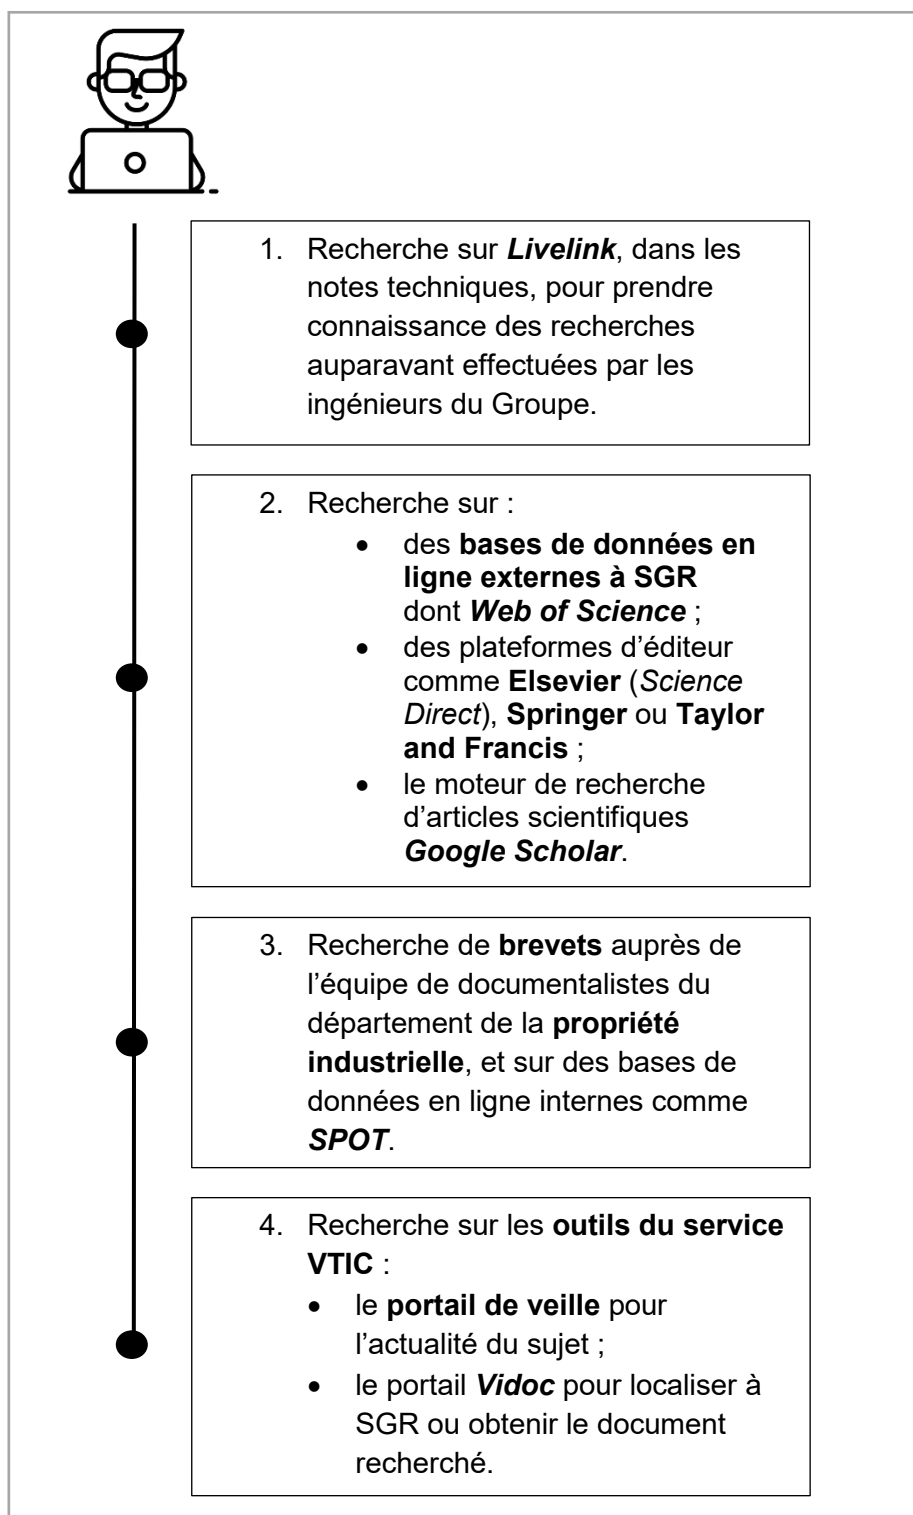 1. Recherche sur Livelink, dans les
notes techniques, pour prendre
connaissance des recherches
auparavant effectuées par les
ingénieurs du Groupe.
2. Recherche sur :
• des bases de données en
ligne externes à SGR
dont Web of Science ;
• des plateformes d’éditeur
comme Elsevier (Science
Direct), Springer ou Taylor
and Francis ;
• le moteur de recherche
d’articles scientifiques
Google Scholar.
3. Recherche de brevets auprès de
l’équipe de documentalistes du
département de la propriété
industrielle, et sur des bases de
données en ligne internes comme
SPOT.
4. Recherche sur les outils du service
VTIC :
• le portail de veille pour
l’actualité du sujet ;
• le portail Vidoc pour localiser à
SGR ou obtenir le document
recherché.